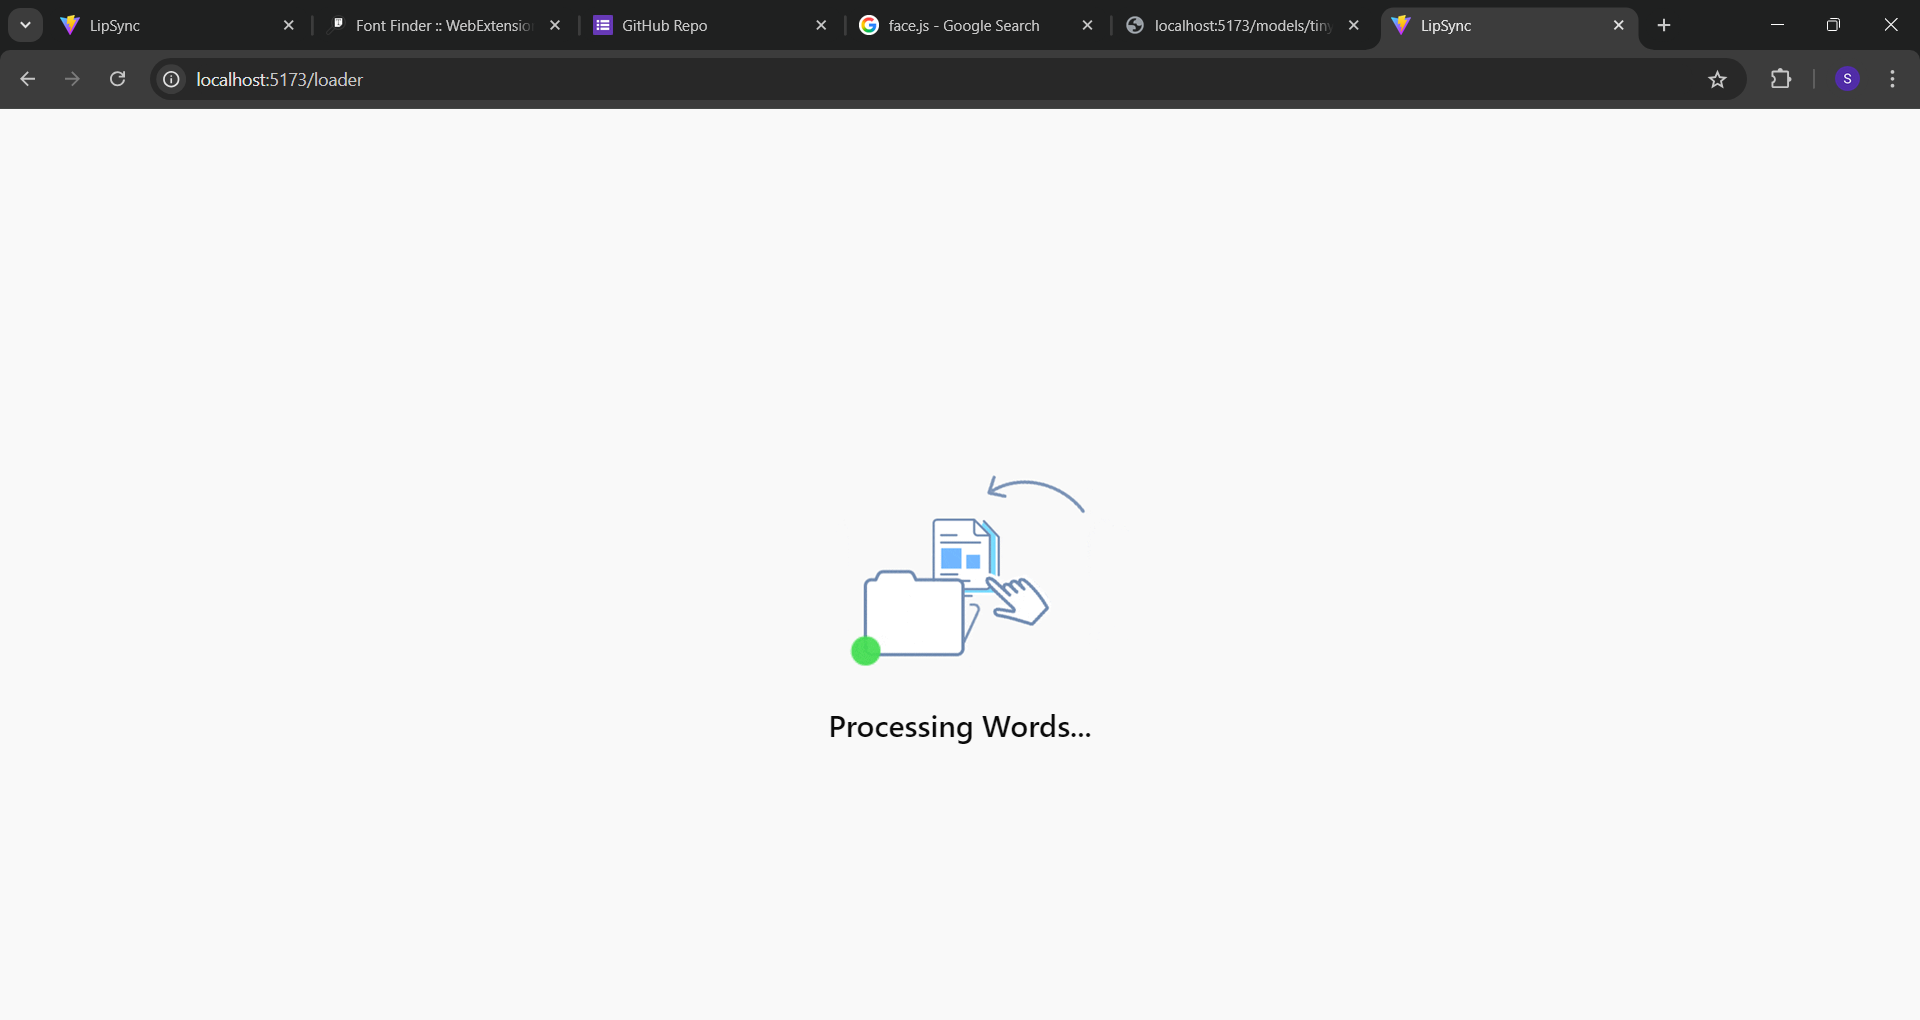 LipSync
Font Finder :: WebExtension
GitHub Repo
face.js - Google Search
localhost:5173/models/tiny
LipSync
localhost:5173/loader
S
Processing Words...